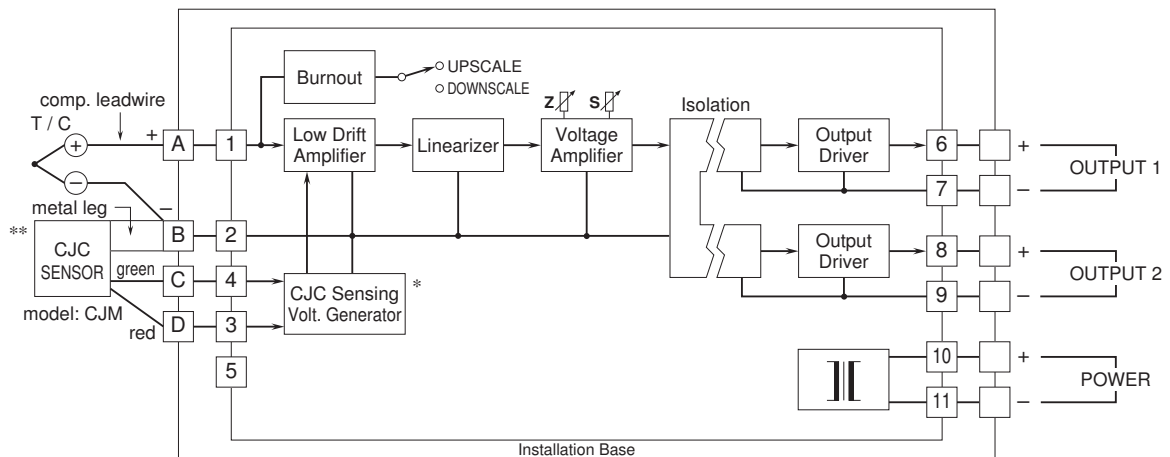 Burnout
UPSCALE
DOWNSCALE
comp. leadwire
T / C
+
+
−
−
A
1
Low Drift
Amplifier
Linearizer
Z
S
Voltage
Amplifier
Isolation
Output
Driver
6
+
7
−
OUTPUT 1
metal leg
**
CJC
SENSOR
B
2
green
C
4
CJC Sensing
Volt. Generator
*
Output
Driver
8
+
9
−
OUTPUT 2
model: CJM
red
D
3
5
10
+
11
−
POWER
Installation Base